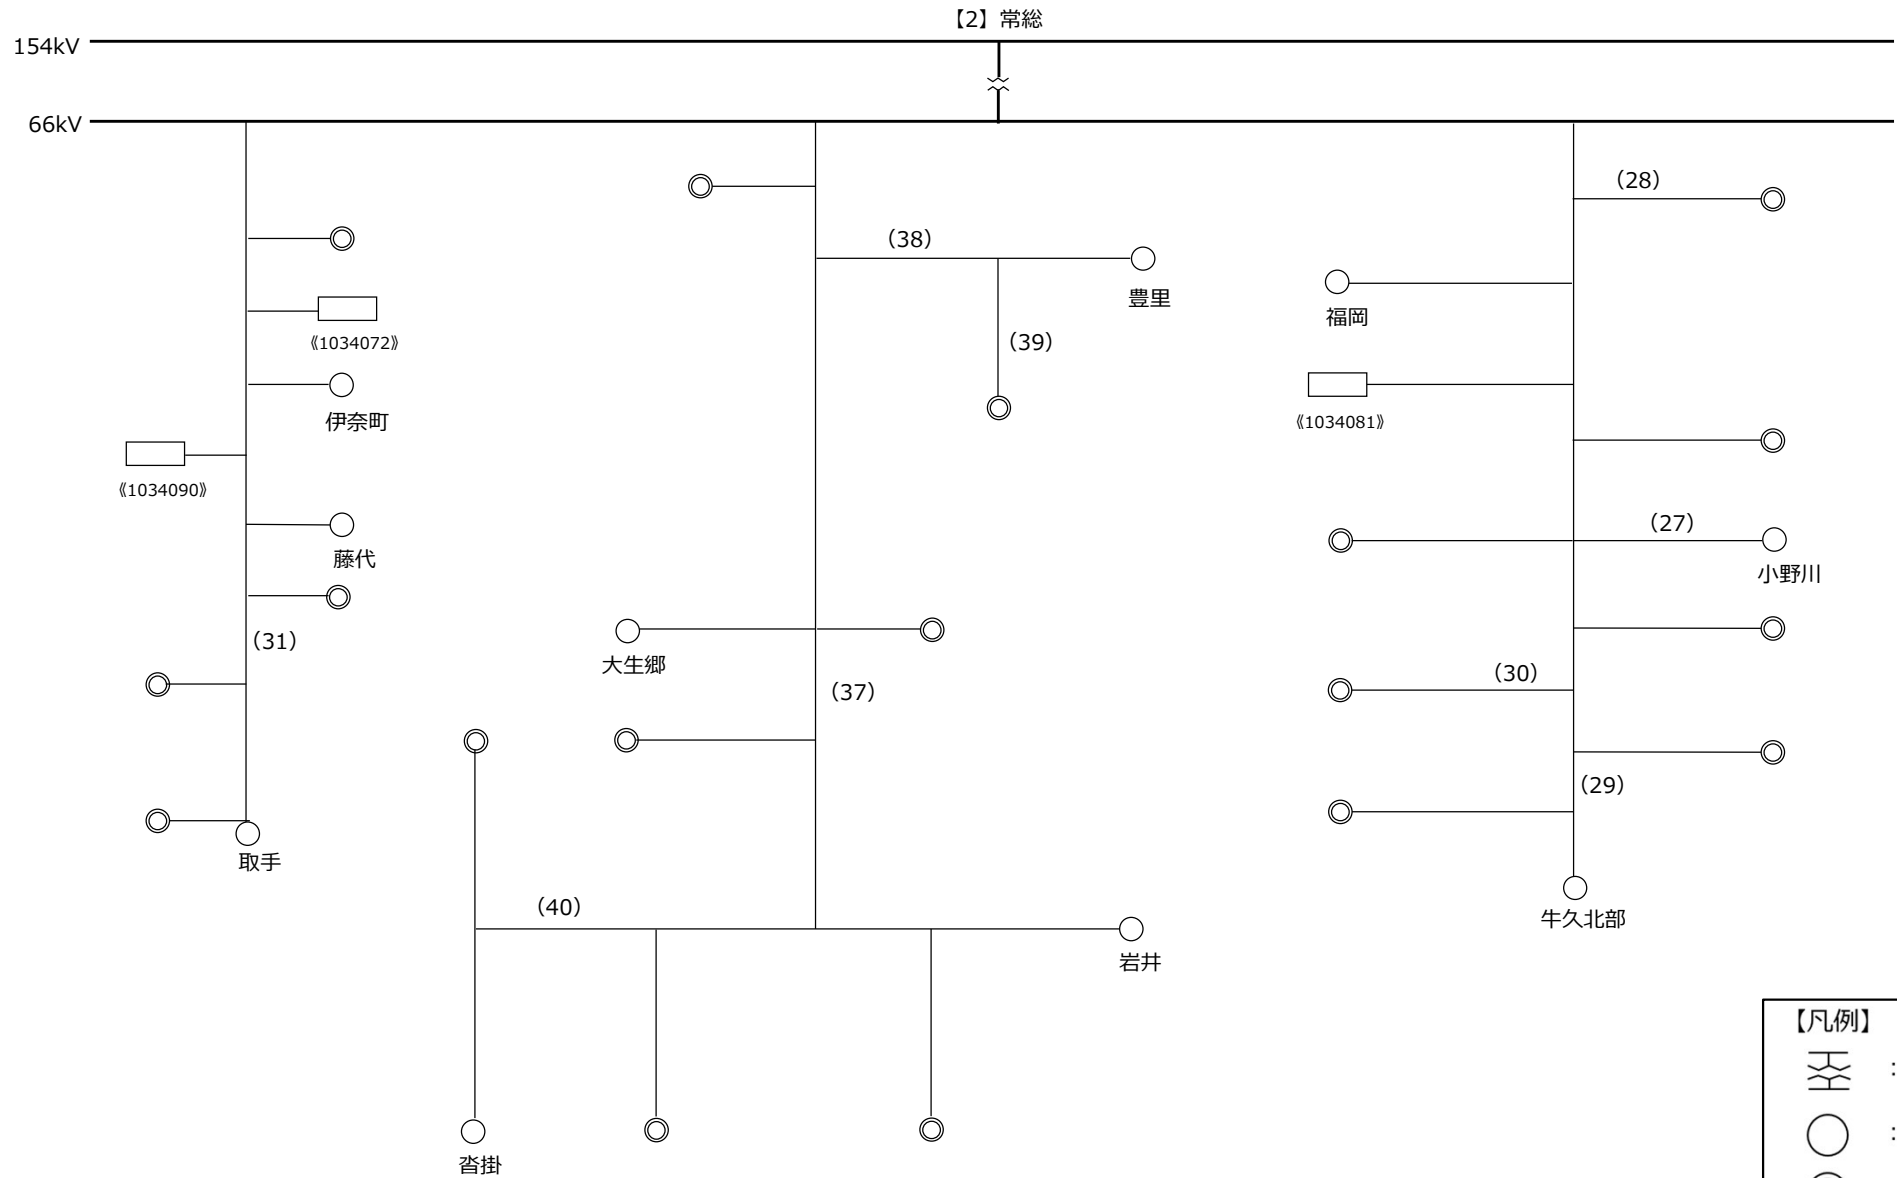 【2】常総
154kV
66kV
(28)
(38)
豊里
福岡
《1034072》
(39)
伊奈町
《1034081》
《1034090》
(27)
藤代
小野川
(31)
大生郷
(37)
(30)
(29)
取手
(40)
牛久北部
岩井
沓掛
【凡例】
:
: